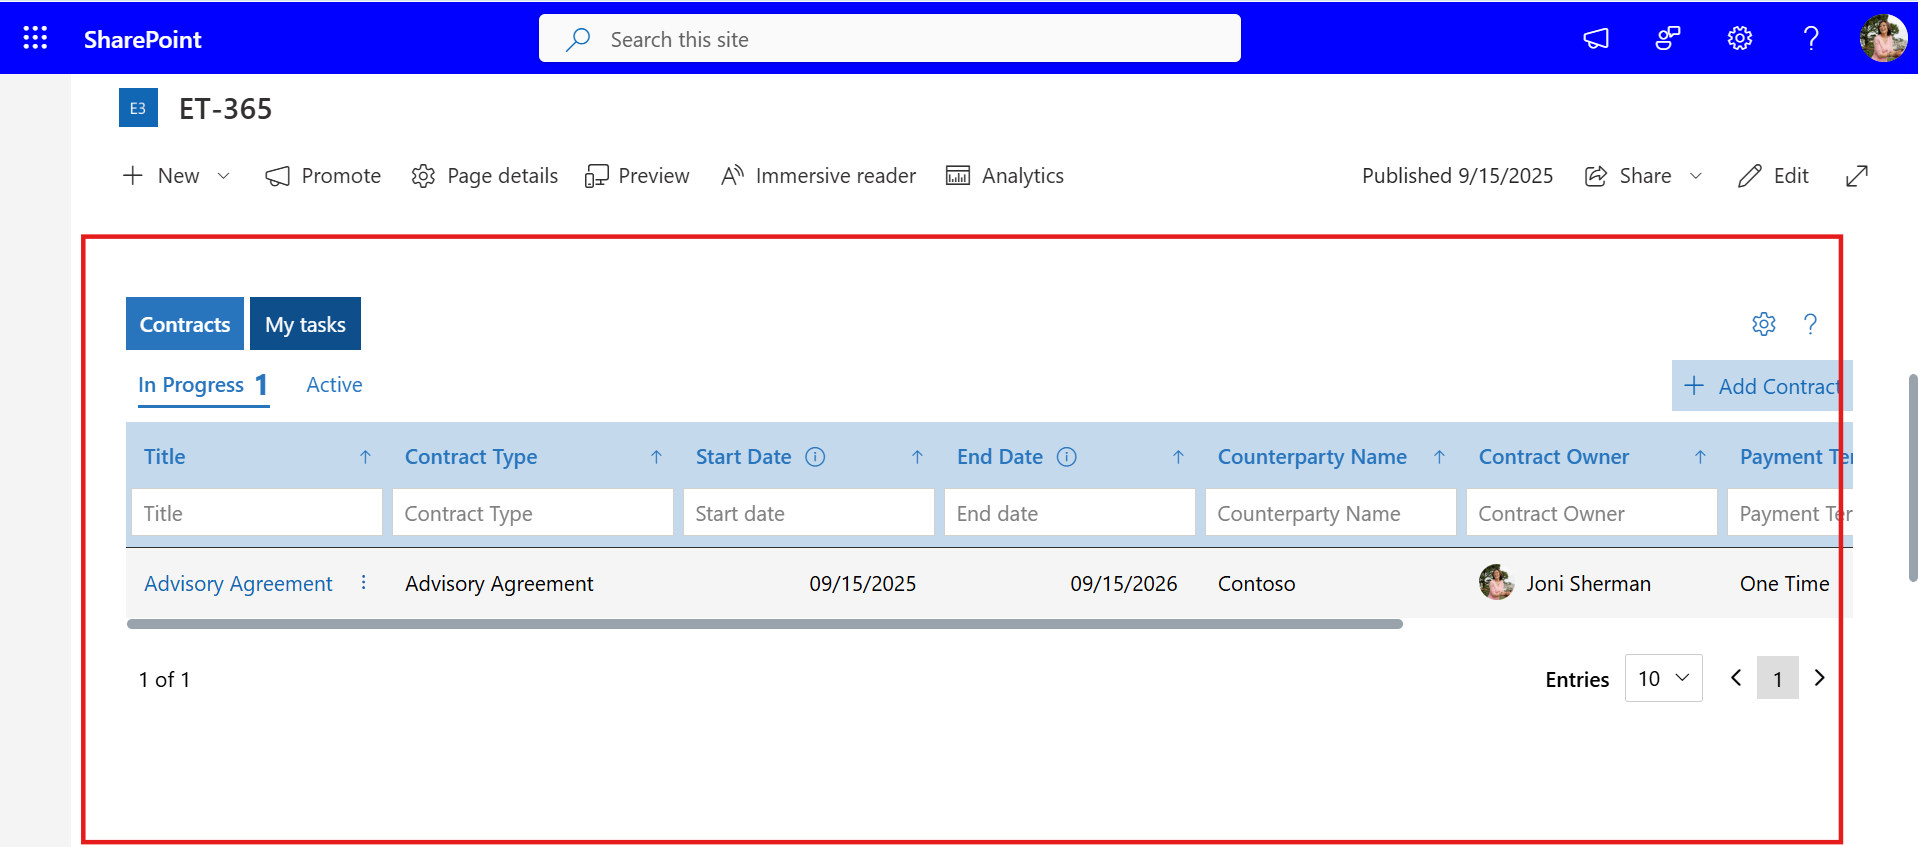 SharePoint
Search this site
?
E3
ET-365
New
Promote
Page details
Preview
Immersive reader
Analytics
Published 9/15/2025
Share
Edit
Contracts
My tasks
?
In Progress 1
Active
+ Add Contract
Title ↑
Contract Type ↑
Start Date ↑
End Date ↑
Counterparty Name ↑
Contract Owner ↑
Payment Ter
Title
Contract Type
Start date
End date
Counterparty Name
Contract Owner
Payment Ter
Advisory Agreement
Advisory Agreement
09/15/2025
09/15/2026
Contoso
Joni Sherman
One Time
1 of 1
Entries
10
1